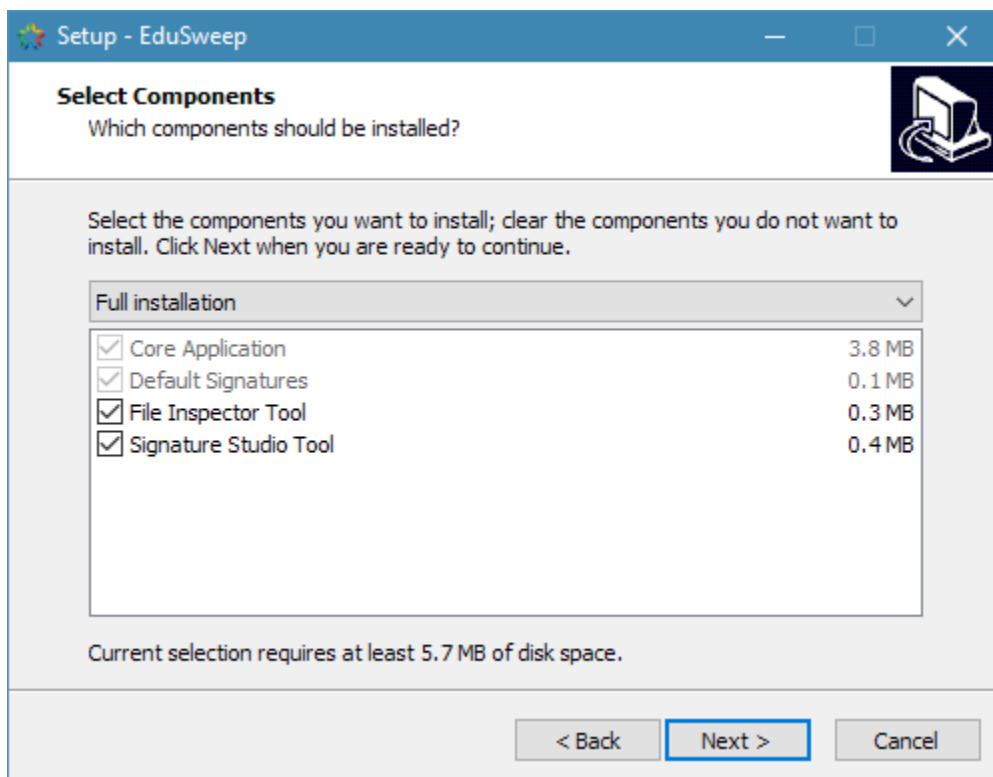 Setup - EduSweep
Select Components
Which components should be installed?
Select the components you want to install; clear the components you do not want to
install. Click Next when you are ready to continue.
Full installation
Core Application 3.8 MB
Default Signatures 0.1 MB
File Inspector Tool 0.3 MB
Signature Studio Tool 0.4 MB
Current selection requires at least 5.7 MB of disk space.
< Back Next > Cancel